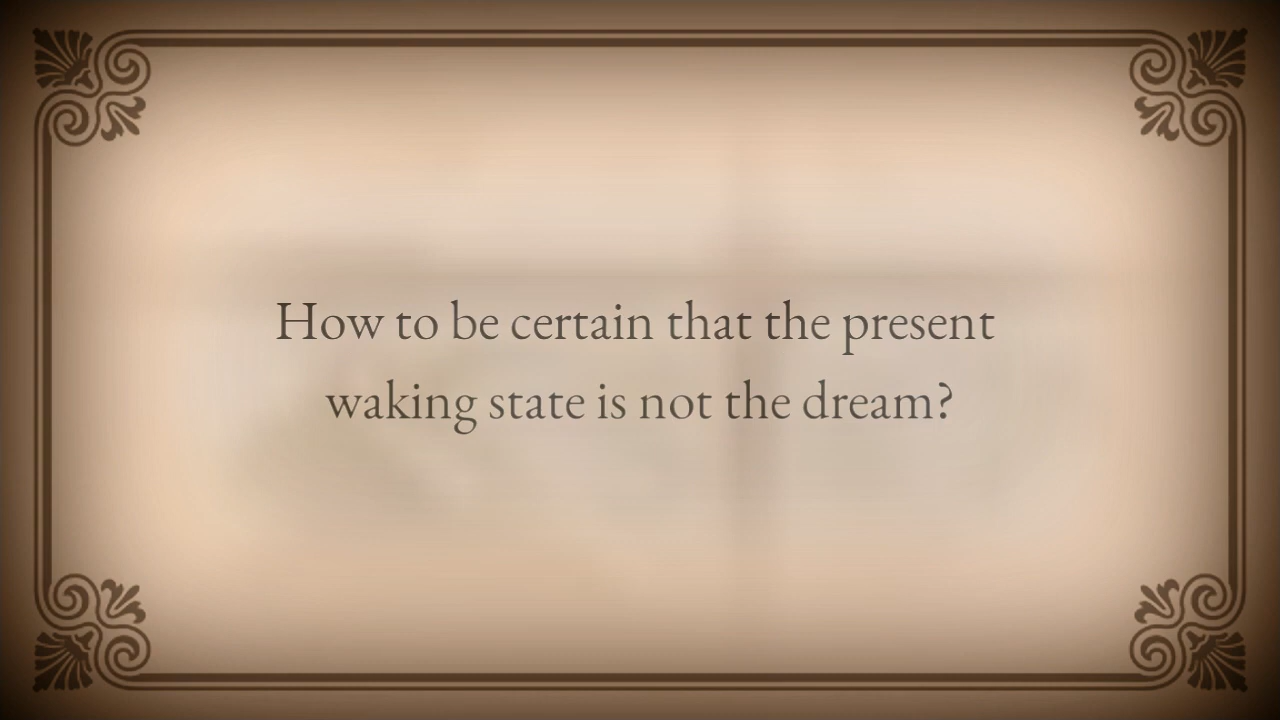 How to be certain that the present
waking state is not the dream?